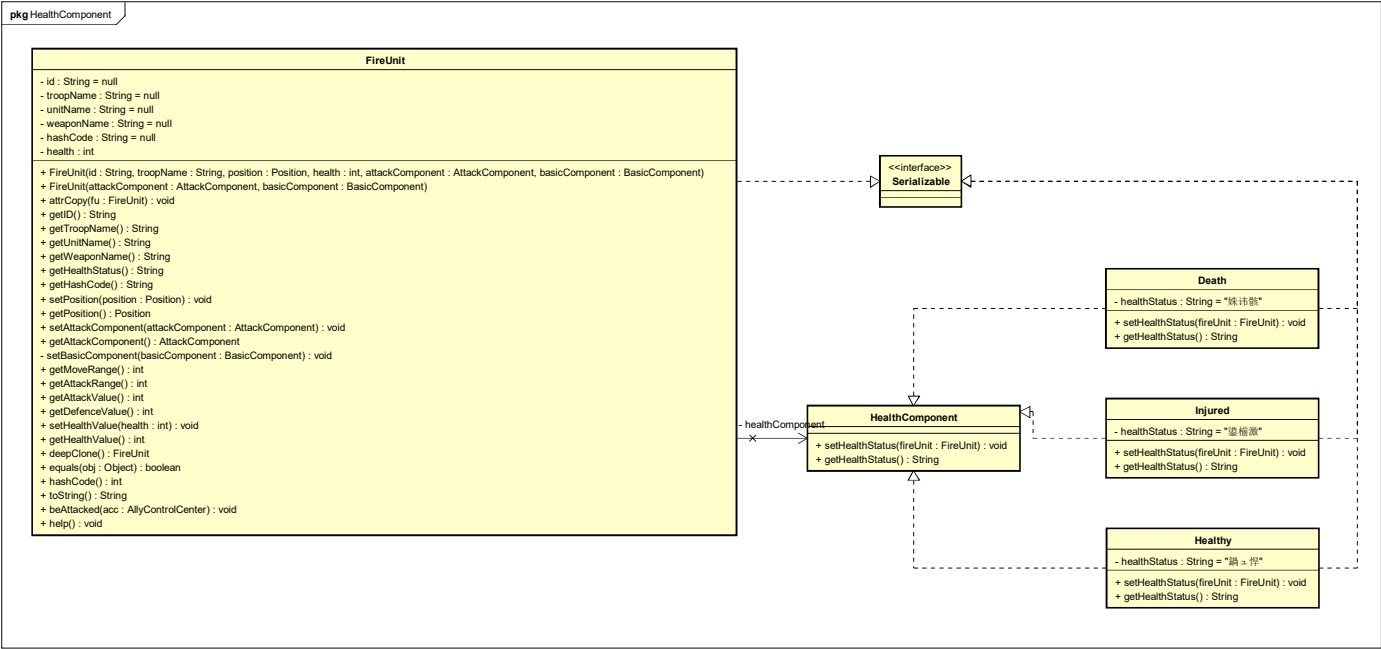 pkg HealthComponent
FireUnit
- id : String = null
- troopName : String = null
- unitName : String = null
- weaponName : String = null
- hashCode : String = null
- health : int
+ FireUnit(id : String, troopName : String, position : Position, health : int, attackComponent : AttackComponent, basicComponent : BasicComponent)
+ FireUnit(attackComponent : AttackComponent, basicComponent : BasicComponent)
+ attrCopy(fu : FireUnit) : void
+ getID() : String
+ getTroopName() : String
+ getUnitName() : String
+ getWeaponName() : String
+ getHealthStatus() : String
+ getHashCode() : String
+ setPosition(position : Position) : void
+ getPosition() : Position
+ setAttackComponent(attackComponent : AttackComponent) : void
+ getAttackComponent() : AttackComponent
- setBasicComponent(basicComponent : BasicComponent) : void
+ getMoveRange() : int
+ getAttackRange() : int
+ getAttackValue() : int
+ getDefenceValue() : int
+ setHealthValue(health : int) : void
+ getHealthValue() : int
+ deepClone() : FireUnit
+ equals(obj : Object) : boolean
+ hashCode() : int
+ toString() : String
+ beAttacked(acc : AllyControlCenter) : void
+ help() : void
- healthComponent
<<interface>>
Serializable
HealthComponent
+ setHealthStatus(fireUnit : FireUnit) : void
+ getHealthStatus() : String
Death
- healthStatus : String =
+ setHealthStatus(fireUnit : FireUnit) : void
+ getHealthStatus() : String
Injured
- healthStatus : String =
+ setHealthStatus(fireUnit : FireUnit) : void
+ getHealthStatus() : String
Healthy
- healthStatus : String =
+ setHealthStatus(fireUnit : FireUnit) : void
+ getHealthStatus() : String